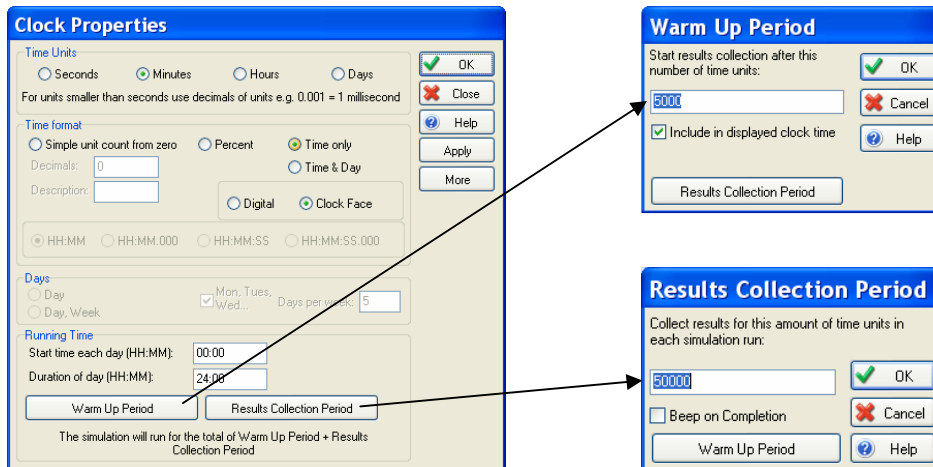 Clock Properties
Time Units
Seconds Minutes Hours Days
For units smaller than seconds use decimals of units e.g. 0.001 = 1 millisecond
Time format
Simple unit count from zero Percent Time only
Decimals: 0 Time & Day
Description:
Digital Clock Face
HH:MM HH:MM.000 HH:MM:SS HH:MM:SS.000
Days
Day
Day, Week
Mon, Tues,
Wed...
Days per week: 5
Running Time
Start time each day (HH:MM): 00:00
Duration of day (HH:MM): 24:00
Warm Up Period Results Collection Period
The simulation will run for the total of Warm Up Period + Results
Collection Period
OK
Close
Help
Apply
More
Warm Up Period
Start results collection after this
number of time units:
5000
Include in displayed clock time
Results Collection Period
OK
Cancel
Help
Results Collection Period
Collect results for this amount of time units in
each simulation run:
50000
Beep on Completion
Warm Up Period
OK
Cancel
Help